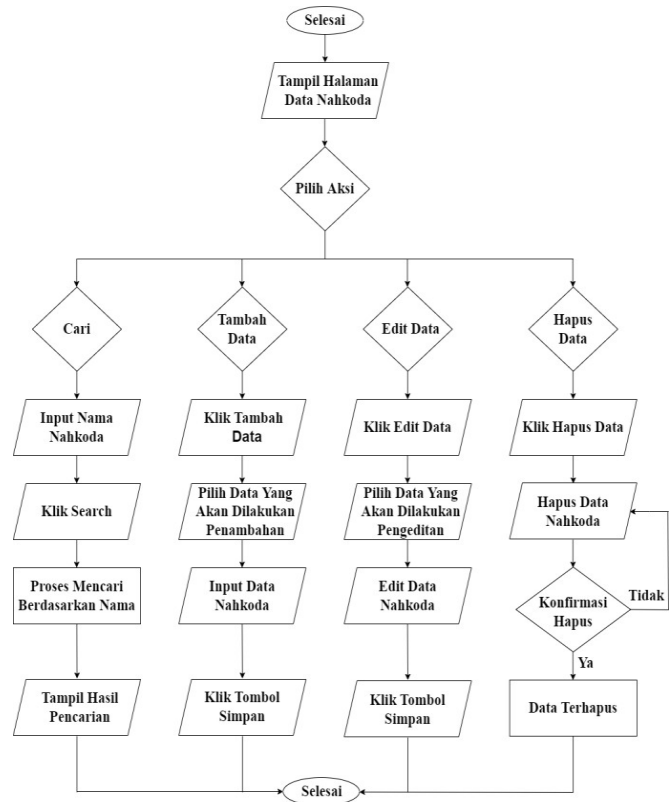 Selesai
Tampil Halaman
Data Nahkoda
Pilih Aksi
Cari
Tambah
Data
Edit Data
Hapus
Data
Input Nama
Nahkoda
Klik Tambah
Data
Klik Edit Data
Klik Hapus Data
Klik Search
Pilih Data Yang
Akan Dilakukan
Penambahan
Pilih Data Yang
Akan Dilakukan
Pengeditan
Hapus Data
Nahkoda
Proses Mencari
Berdasarkan Nama
Input Data
Nahkoda
Edit Data
Nahkoda
Konfirmasi
Hapus
Tidak
Ya
Tampil Hasil
Pencarian
Klik Tombol
Simpan
Klik Tombol
Simpan
Data Terhapus
Selesai